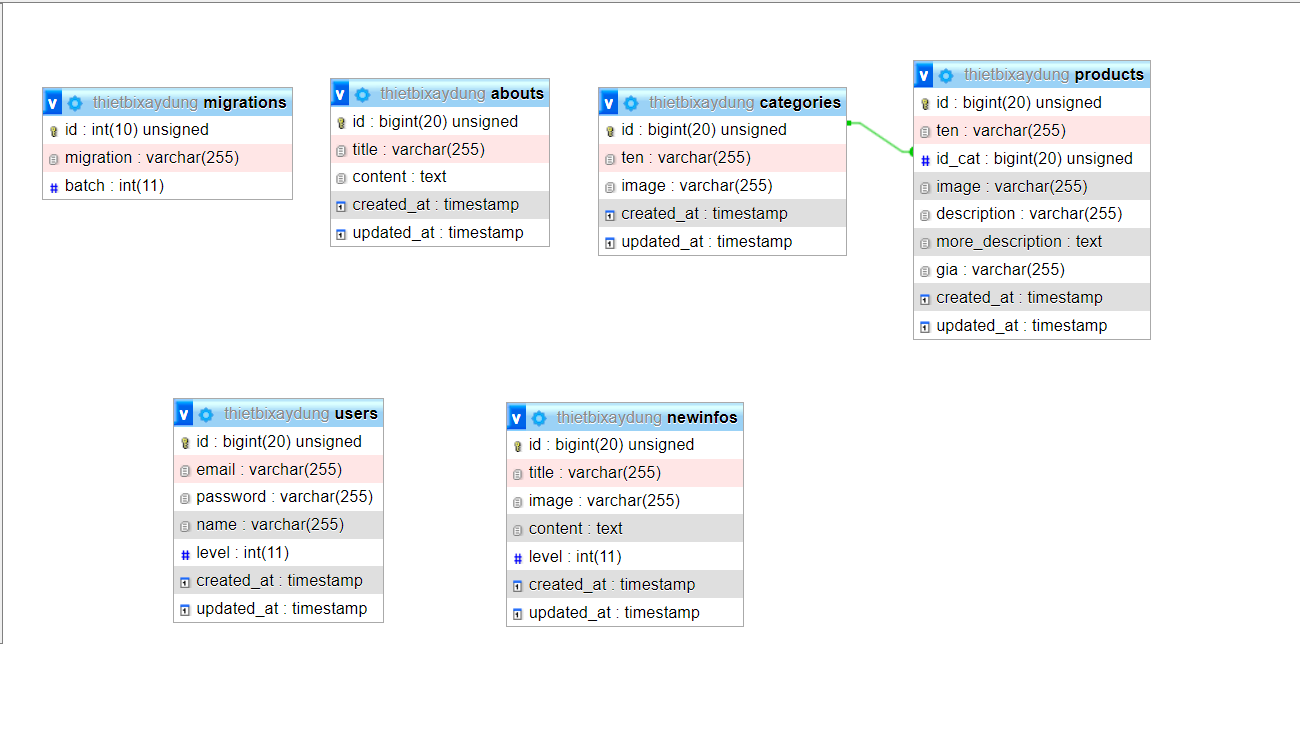 thietbixaydung migrations
id : int(10) unsigned
migration : varchar(255)
batch : int(11)
thietbixaydung abouts
id : bigint(20) unsigned
title : varchar(255)
content : text
created_at : timestamp
updated_at : timestamp
thietbixaydung categories
id : bigint(20) unsigned
ten : varchar(255)
image : varchar(255)
created_at : timestamp
updated_at : timestamp
thietbixaydung products
id : bigint(20) unsigned
ten : varchar(255)
# id_cat : bigint(20) unsigned
image : varchar(255)
description : varchar(255)
more_description : text
gia : varchar(255)
created_at : timestamp
updated_at : timestamp
thietbixaydung users
id : bigint(20) unsigned
email : varchar(255)
password : varchar(255)
name : varchar(255)
level : int(11)
created_at : timestamp
updated_at : timestamp
thietbixaydung newinfos
id : bigint(20) unsigned
title : varchar(255)
image : varchar(255)
content : text
level : int(11)
created_at : timestamp
updated_at : timestamp